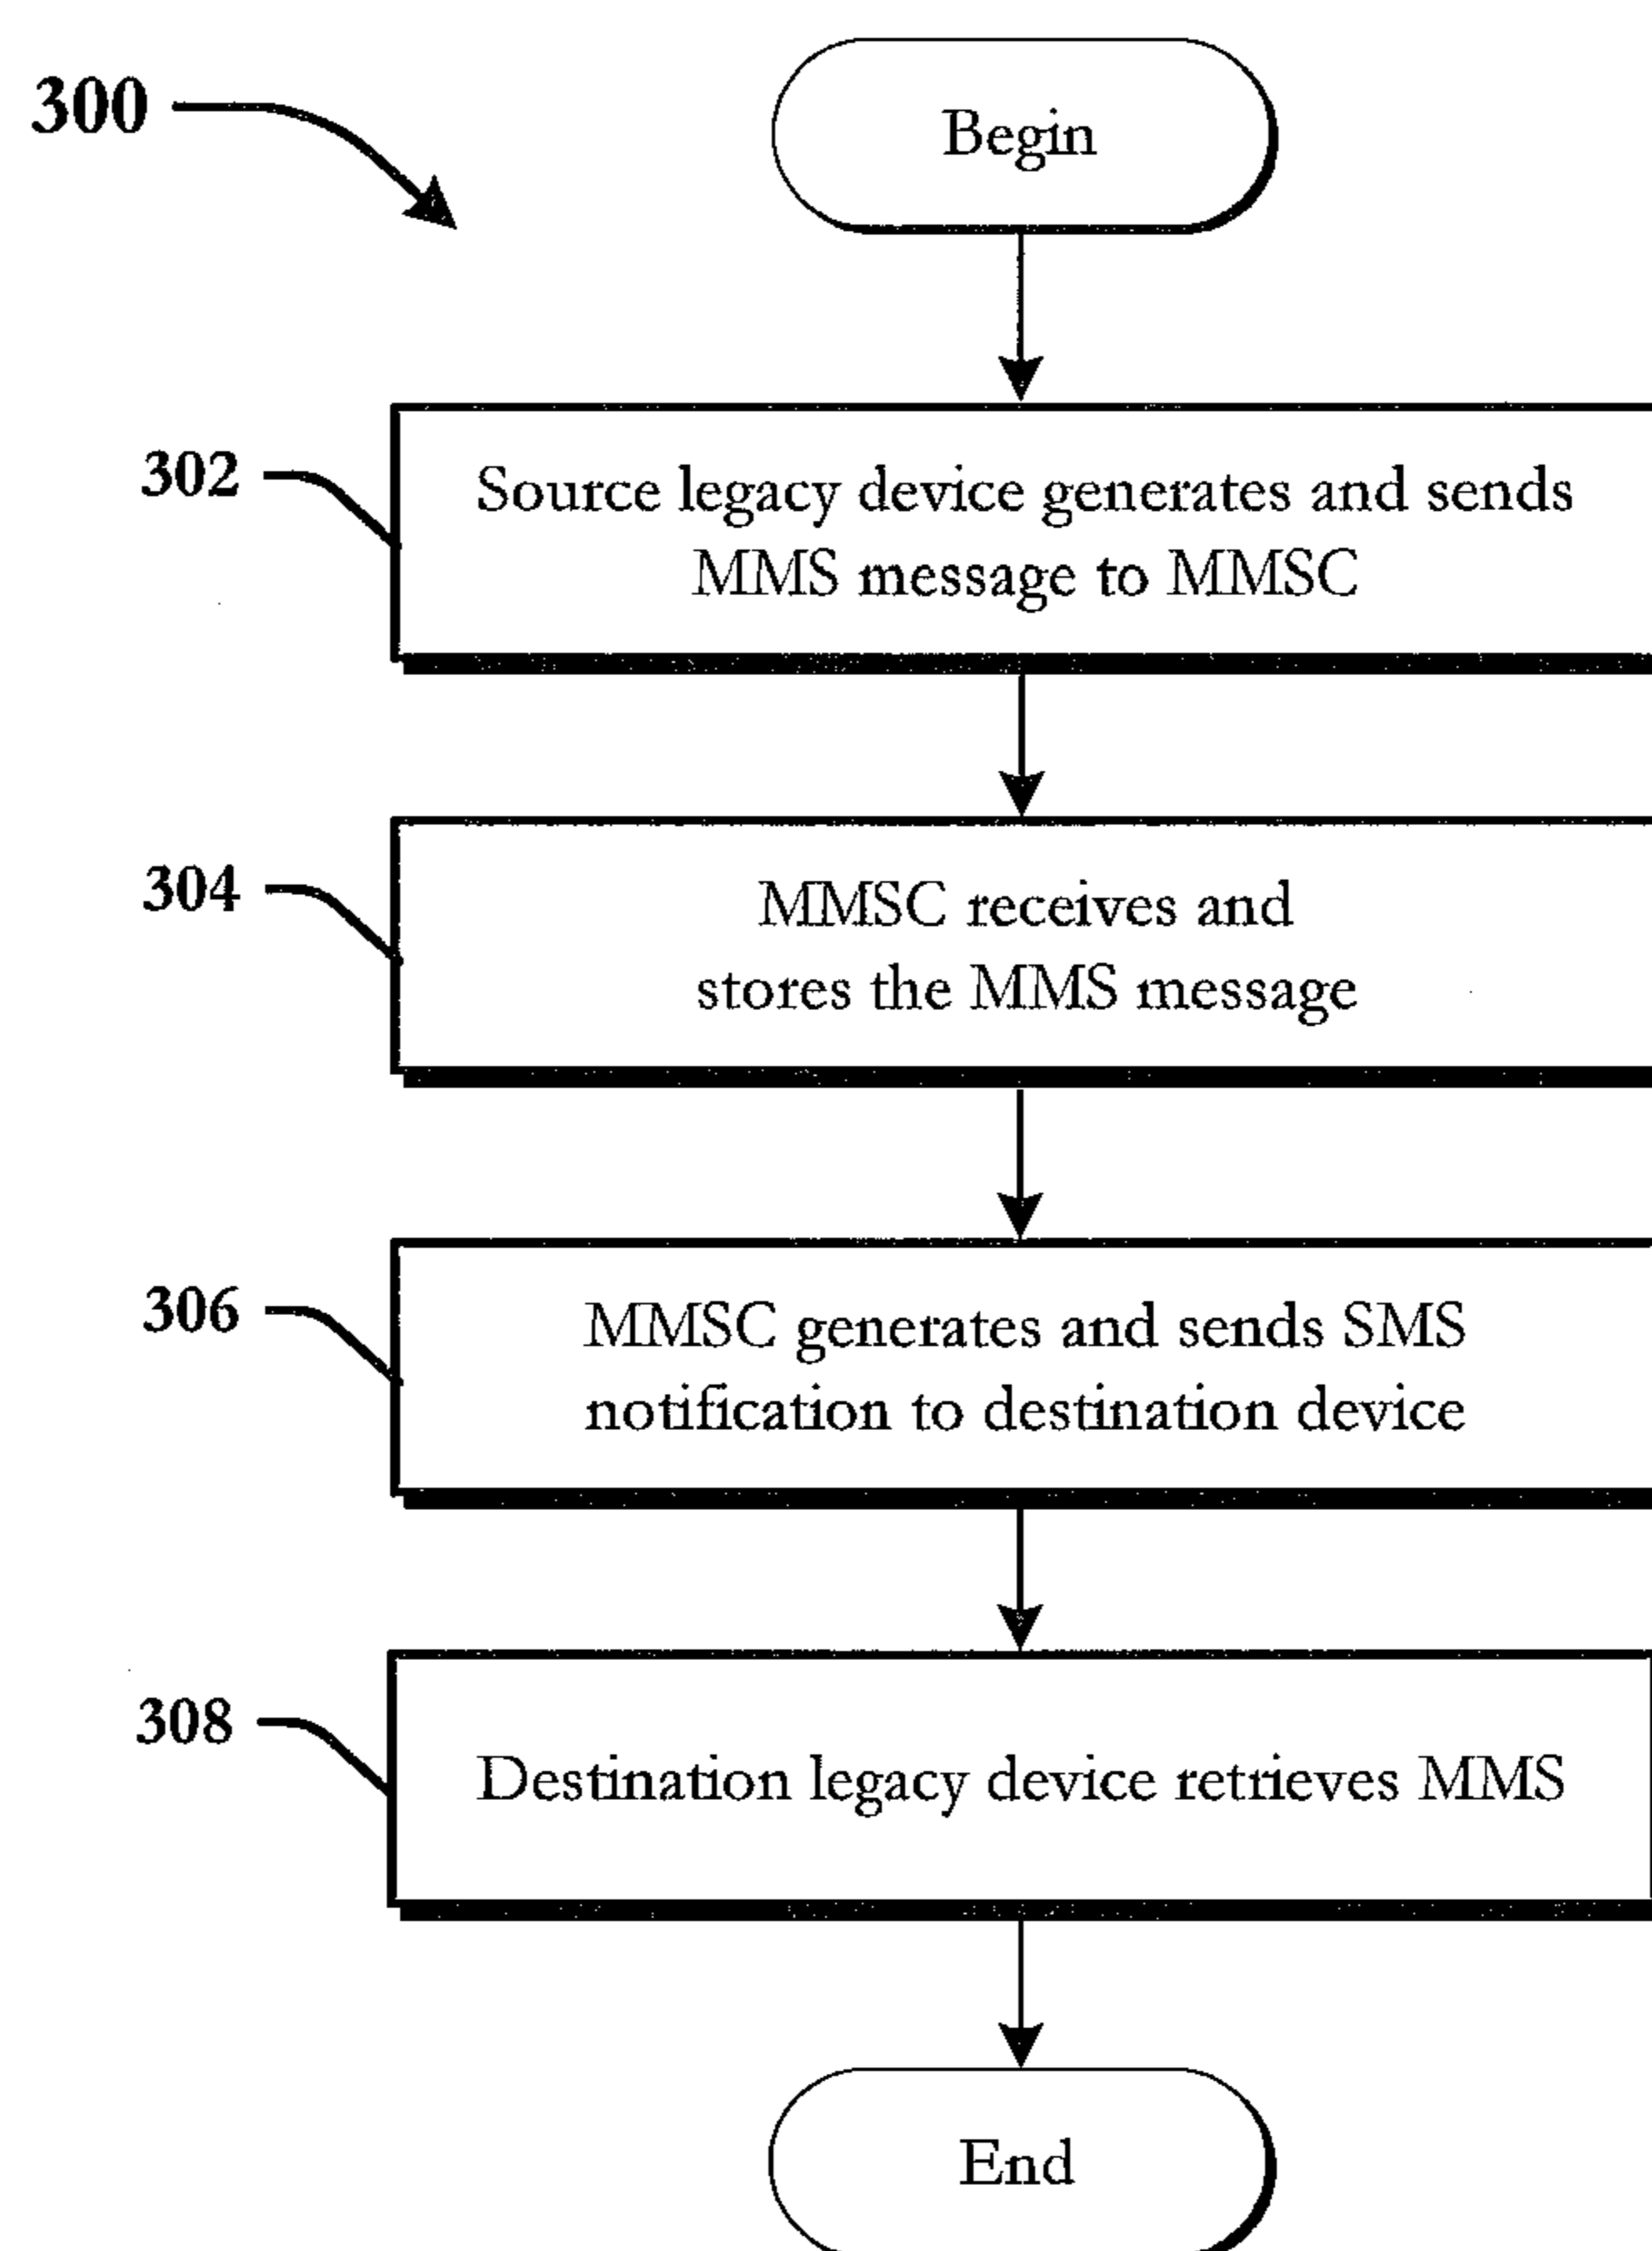 300
Begin
302
Source legacy device generates and sends
MMS message to MMSC
304
MMSC receives and
stores the MMS message
306
MMSC generates and sends SMS
notification to destination device
308
Destination legacy device retrieves MMS
End